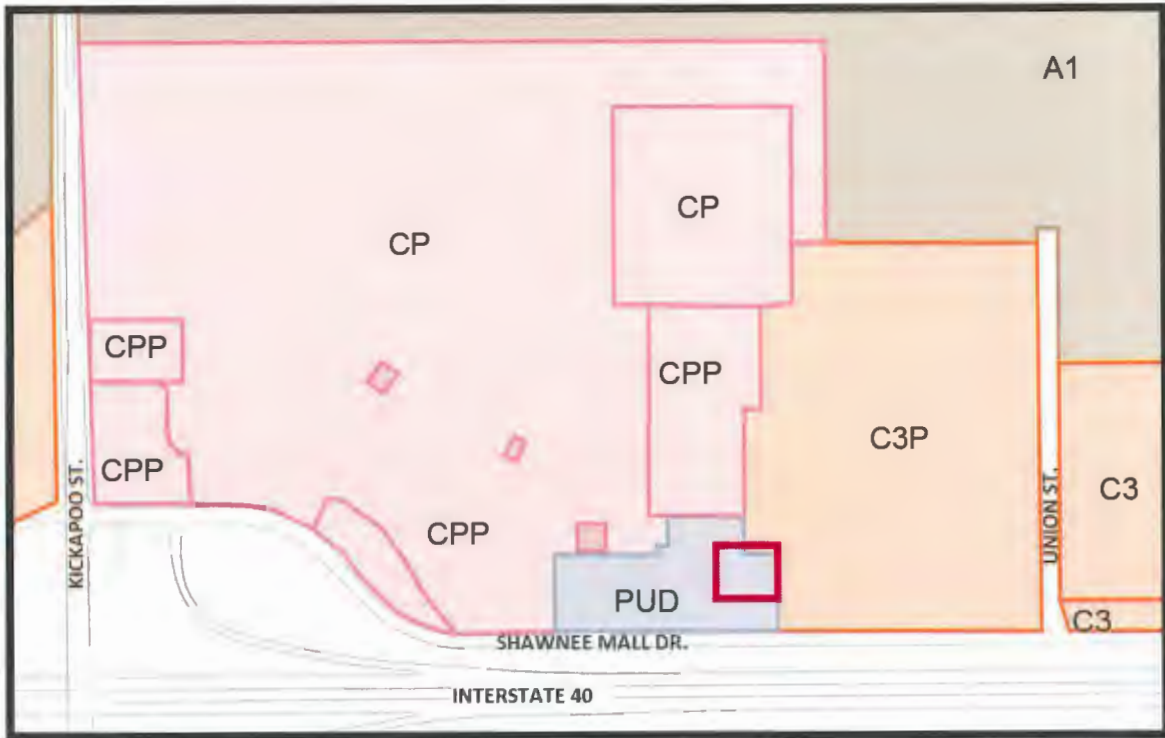 A1
CP
CP
CPP
CPP
C3P
CPP
C3
CPP
PUD
C3
KICKAPOO ST.
UNION ST.
SHAWNEE MALL DR.
INTERSTATE 40